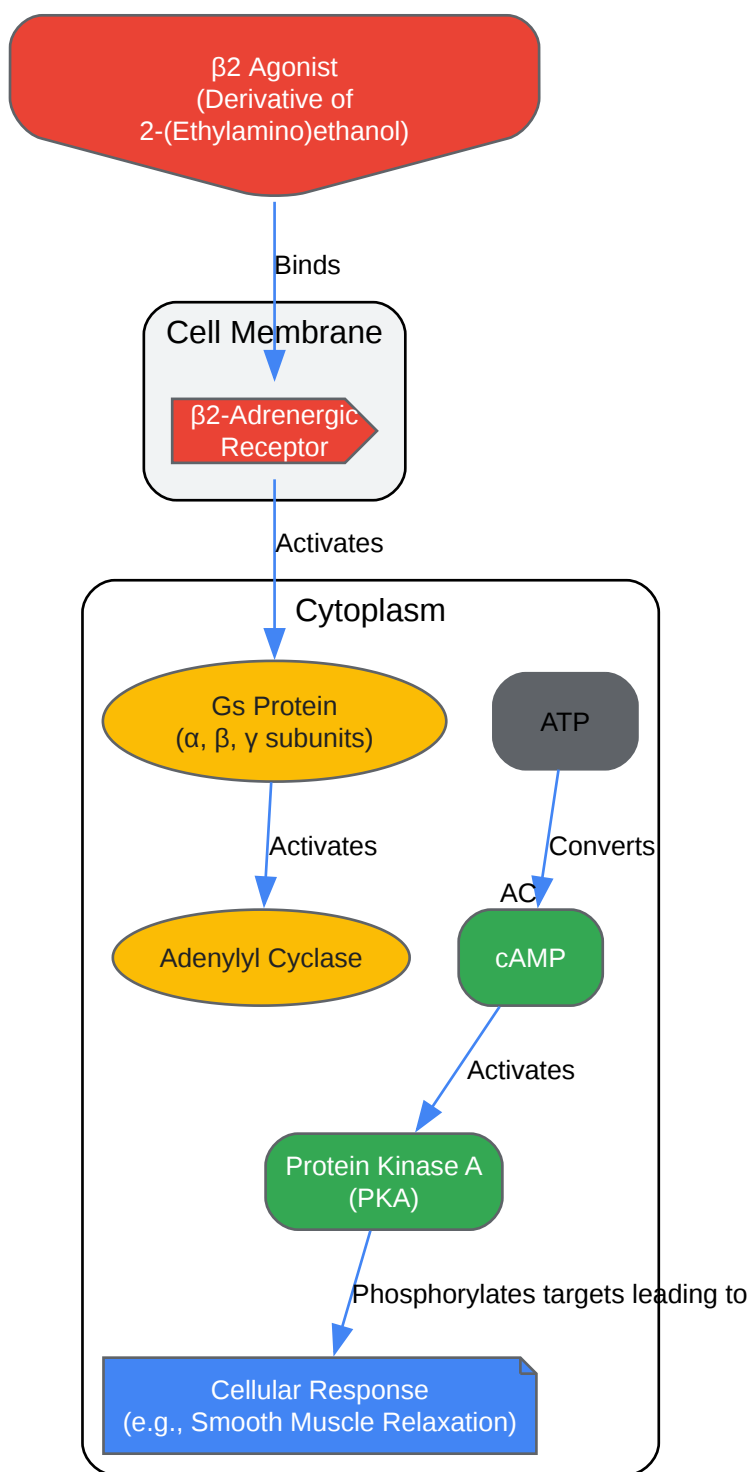 β2 Agonist
(Derivative of
2-(Ethylamino)ethanol)
Binds
Cell Membrane
β2-Adrenergic
Receptor
Activates
Cytoplasm
Gs Protein
(α, β, γ subunits)
ATP
Activates
Converts
AC
Adenylyl Cyclase
cAMP
Activates
Protein Kinase A
(PKA)
Phosphorylates targets leading to
Cellular Response
(e.g., Smooth Muscle Relaxation)